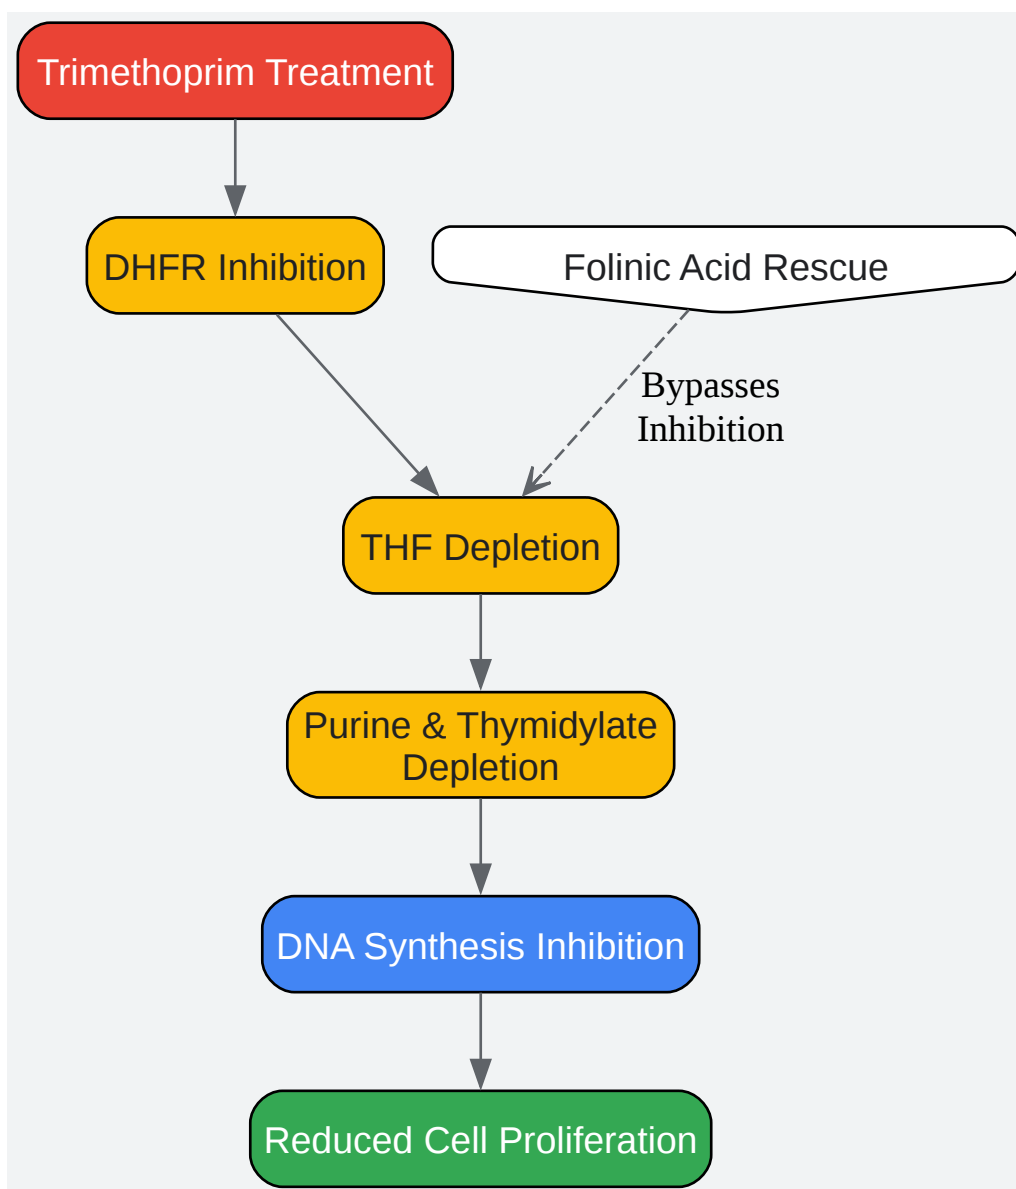 Trimethoprim Treatment
DHFR Inhibition
Folinic Acid Rescue
Bypasses
Inhibition
THF Depletion
Purine & Thymidylate
Depletion
DNA Synthesis Inhibition
Reduced Cell Proliferation